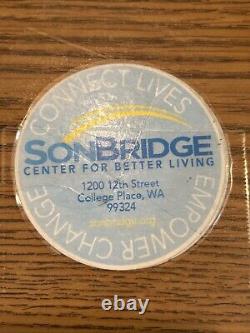 CONNECT LIVES
SONBRIDGE
CENTER FOR BETTER LIVING
1200 12th Street
College Place, WA
99324
sonbridge.org
EMPOWER CHANGE